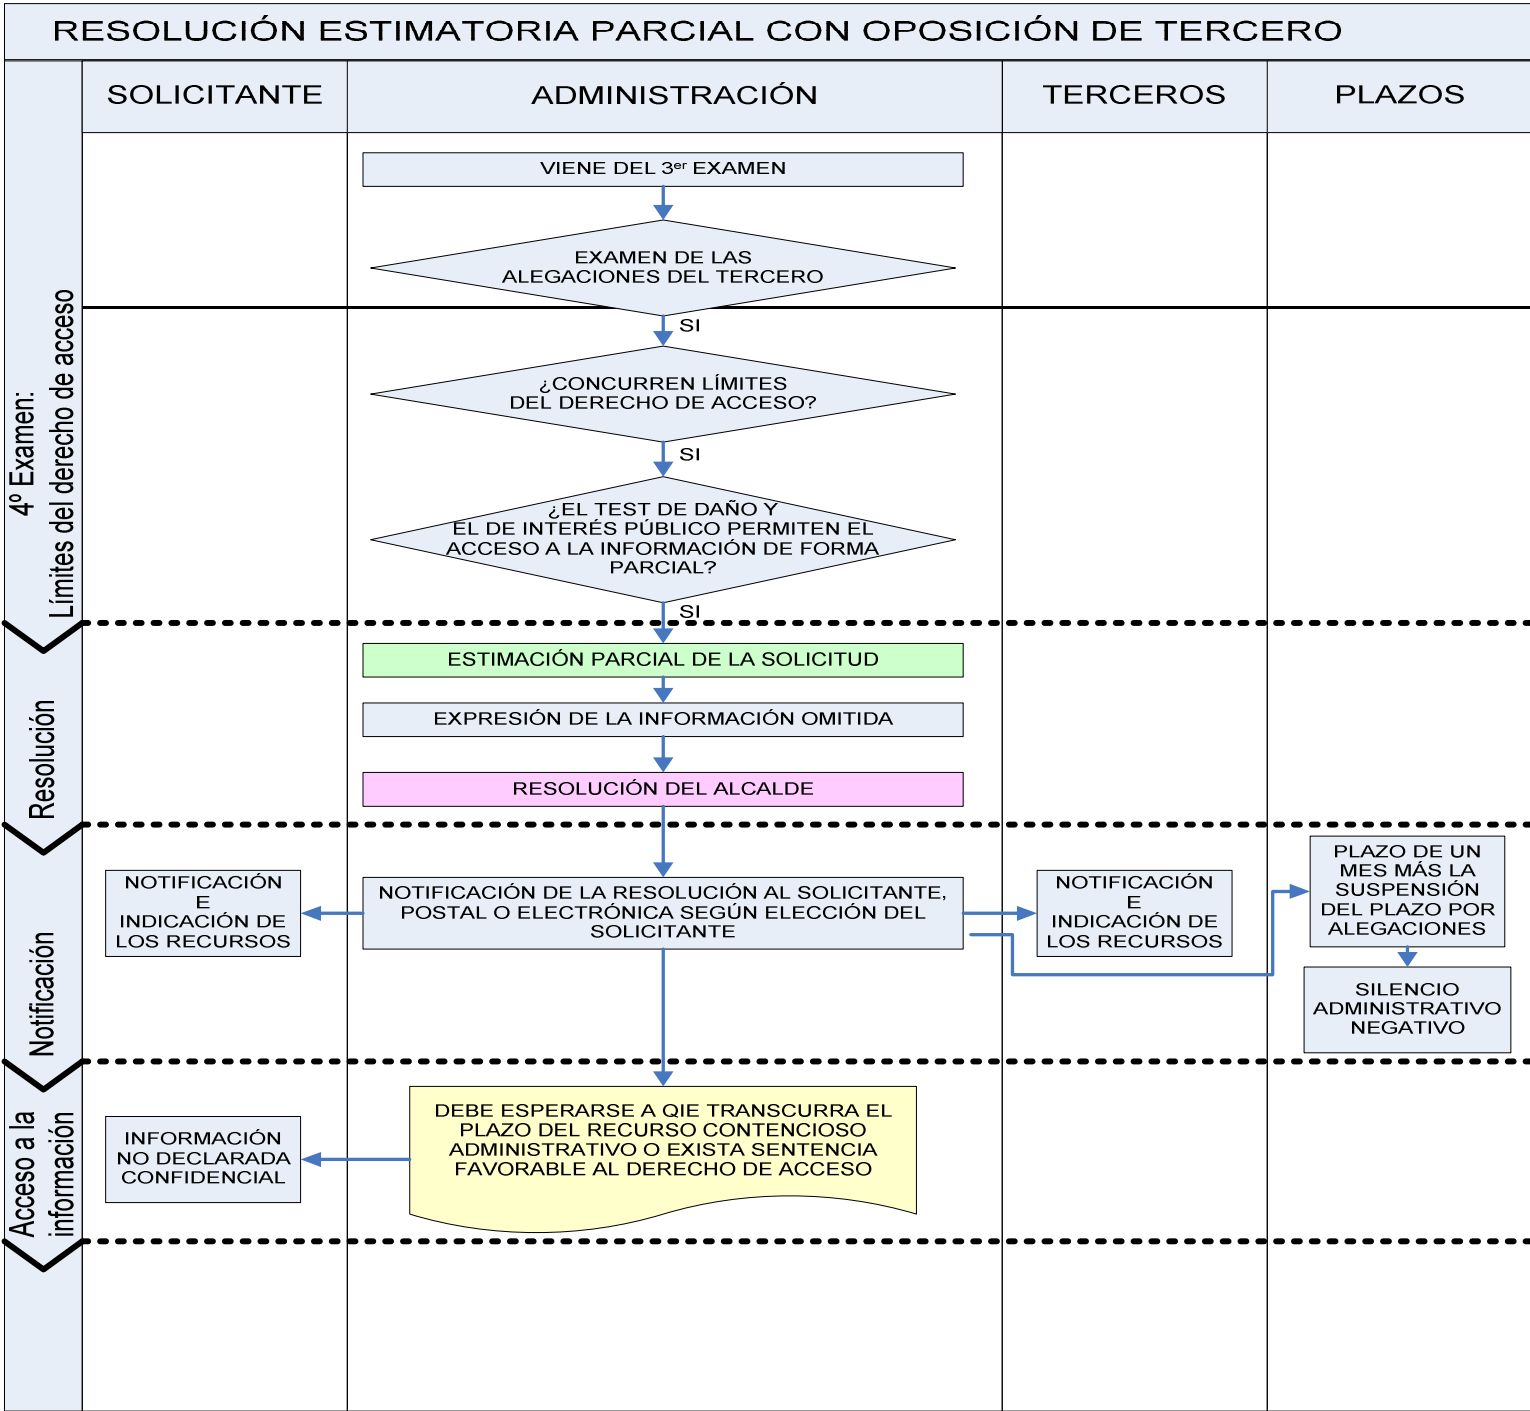 RESOLUCIÓN ESTIMATORIA PARCIAL CON OPOSICIÓN DE TERCERO
SOLICITANTE
ADMINISTRACIÓN
TERCEROS
PLAZOS
4º Examen:
Límites del derecho de acceso
VIENE DEL 3er EXAMEN
EXAMEN DE LAS
ALEGACIONES DEL TERCERO
SI
¿CONCURREN LÍMITES
DEL DERECHO DE ACCESO?
SI
¿EL TEST DE DAÑO Y
EL DE INTERÉS PÚBLICO PERMITEN EL
ACCESO A LA INFORMACIÓN DE FORMA
PARCIAL?
SI
Resolución
ESTIMACIÓN PARCIAL DE LA SOLICITUD
EXPRESIÓN DE LA INFORMACIÓN OMITIDA
RESOLUCIÓN DEL ALCALDE
Notificación
NOTIFICACIÓN
E
INDICACIÓN DE
LOS RECURSOS
NOTIFICACIÓN DE LA RESOLUCIÓN AL SOLICITANTE,
POSTAL O ELECTRÓNICA SEGÚN ELECCIÓN DEL
SOLICITANTE
NOTIFICACIÓN
E
INDICACIÓN DE
LOS RECURSOS
PLAZO DE UN
MES MÁS LA
SUSPENSIÓN
DEL PLAZO POR
ALEGACIONES
SILENCIO
ADMINISTRATIVO
NEGATIVO
Acceso a la
información
INFORMACIÓN
NO DECLARADA
CONFIDENCIAL
DEBE ESPERARSE A QIE TRANSCURRA EL
PLAZO DEL RECURSO CONTENCIOSO
ADMINISTRATIVO O EXISTA SENTENCIA
FAVORABLE AL DERECHO DE ACCESO